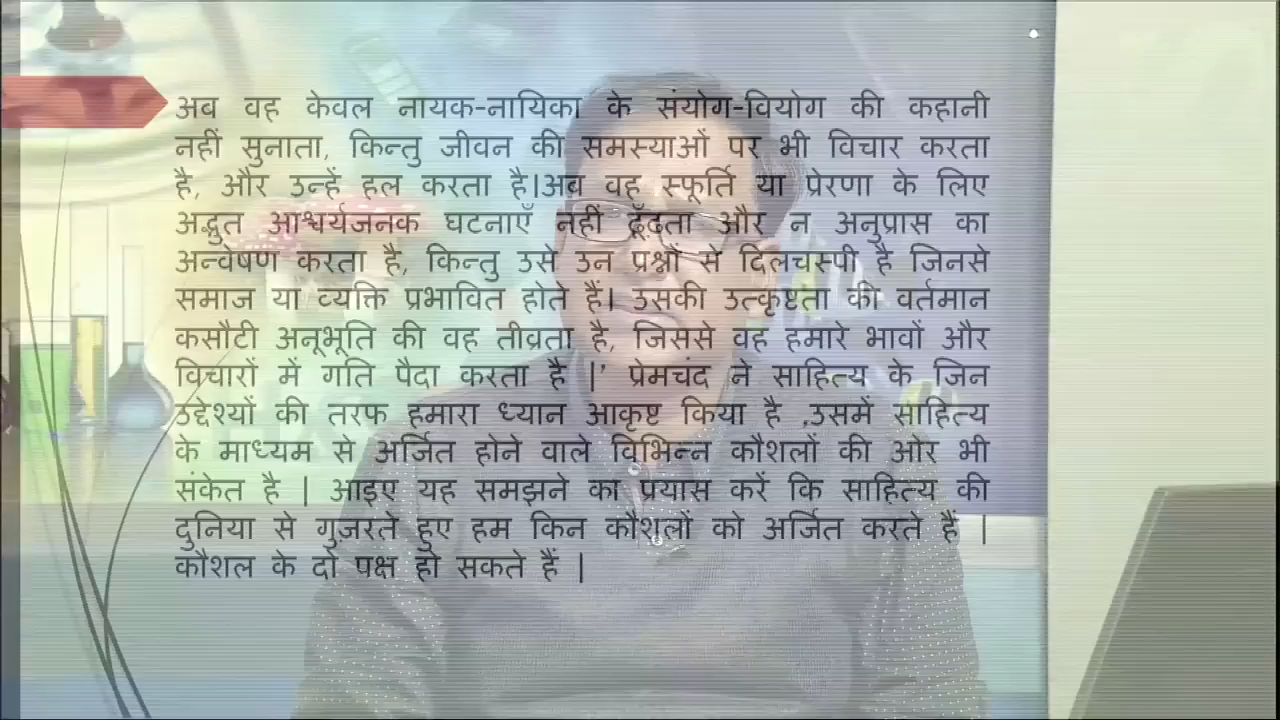 अब वह केवल नायक-नायिका के संयोग-वियोग की कहानी
नहीं सुनाता, किन्तु जीवन की समस्याओं पर भी विचार करता
है, और उन्हें हल करता है।अब वह स्फूर्ति या प्रेरणा के लिए
अद्भुत आश्चर्यजनक घटनाएँ नहीं ढूँढ़ता और न अनुप्रास का
अन्वेषण करता है, किन्तु उसे उन प्रश्नों से दिलचस्पी है जिनसे
समाज या व्यक्ति प्रभावित होते हैं। उसकी उत्कृष्टता की वर्तमान
कसौटी अनूभूति की वह तीव्रता है, जिससे वह हमारे भावों और
विचारों में गति पैदा करता है |’ प्रेमचंद ने साहित्य के जिन
उद्देश्यों की तरफ हमारा ध्यान आकृष्ट किया है ,उसमें साहित्य
के माध्यम से अर्जित होने वाले विभिन्न कौशलों की ओर भी
संकेत है | आइए यह समझने का प्रयास करें कि साहित्य की
दुनिया से गुज़रते हुए हम किन कौशलों को अर्जित करते हैं |
कौशल के दो पक्ष हो सकते हैं |